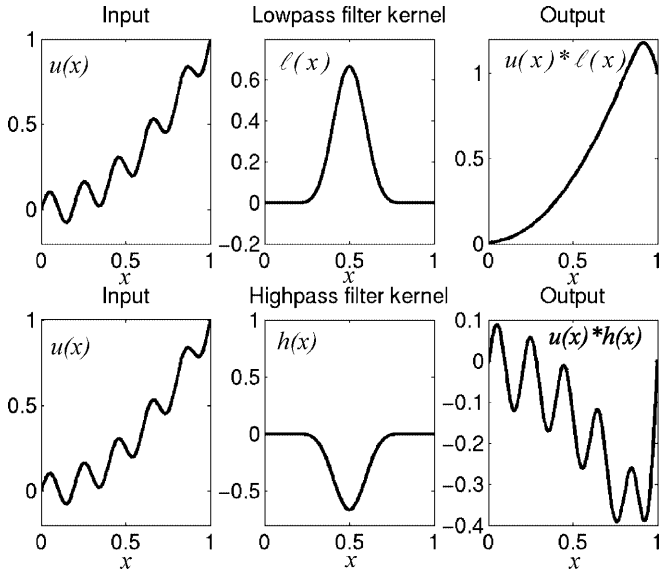 Input
Lowpass filter kernel
Output
u(x)
ℓ(x)
u(x)*ℓ(x)
1
0.5
0
0.6
0.4
0.2
0
−0.2
1
0.5
0
0 0.5 1
0 0.5 1
0 0.5 1
x
x
x
Input
Highpass filter kernel
Output
u(x)
h(x)
u(x)*h(x)
1
0.5
0
1
0.5
0
−0.5
0.1
0
−0.1
−0.2
−0.3
−0.4
0 0.5 1
0 0.5 1
0 0.5 1
x
x
x